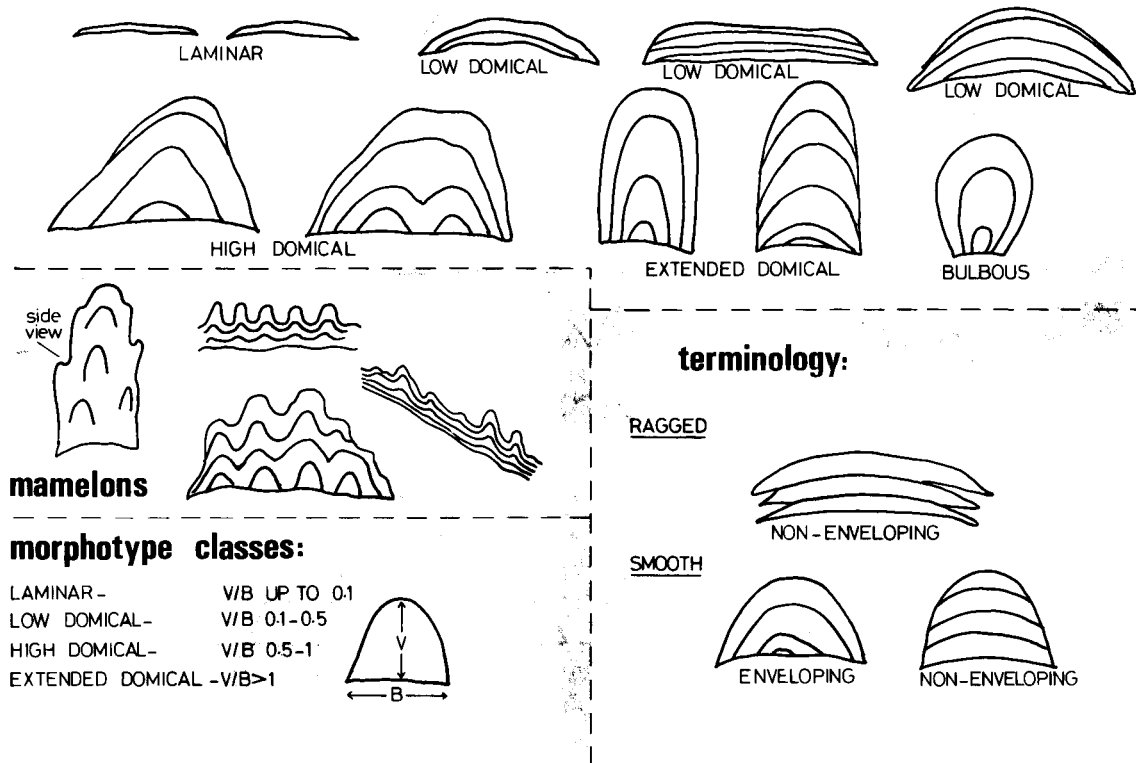 LAMINAR
LOW DOMICAL
LOW DOMICAL
LOW DOMICAL
HIGH DOMICAL
EXTENDED DOMICAL
BULBOUS
side
view
mamelons
terminology:
RAGGED
NON-ENVELOPING
SMOOTH
ENVELOPING
NON-ENVELOPING
morphotype classes:
LAMINAR- V/B UP TO 0.1
LOW DOMICAL- V/B 0.1-0.5
HIGH DOMICAL- V/B 0.5-1
EXTENDED DOMICAL -V/B>1
V
B